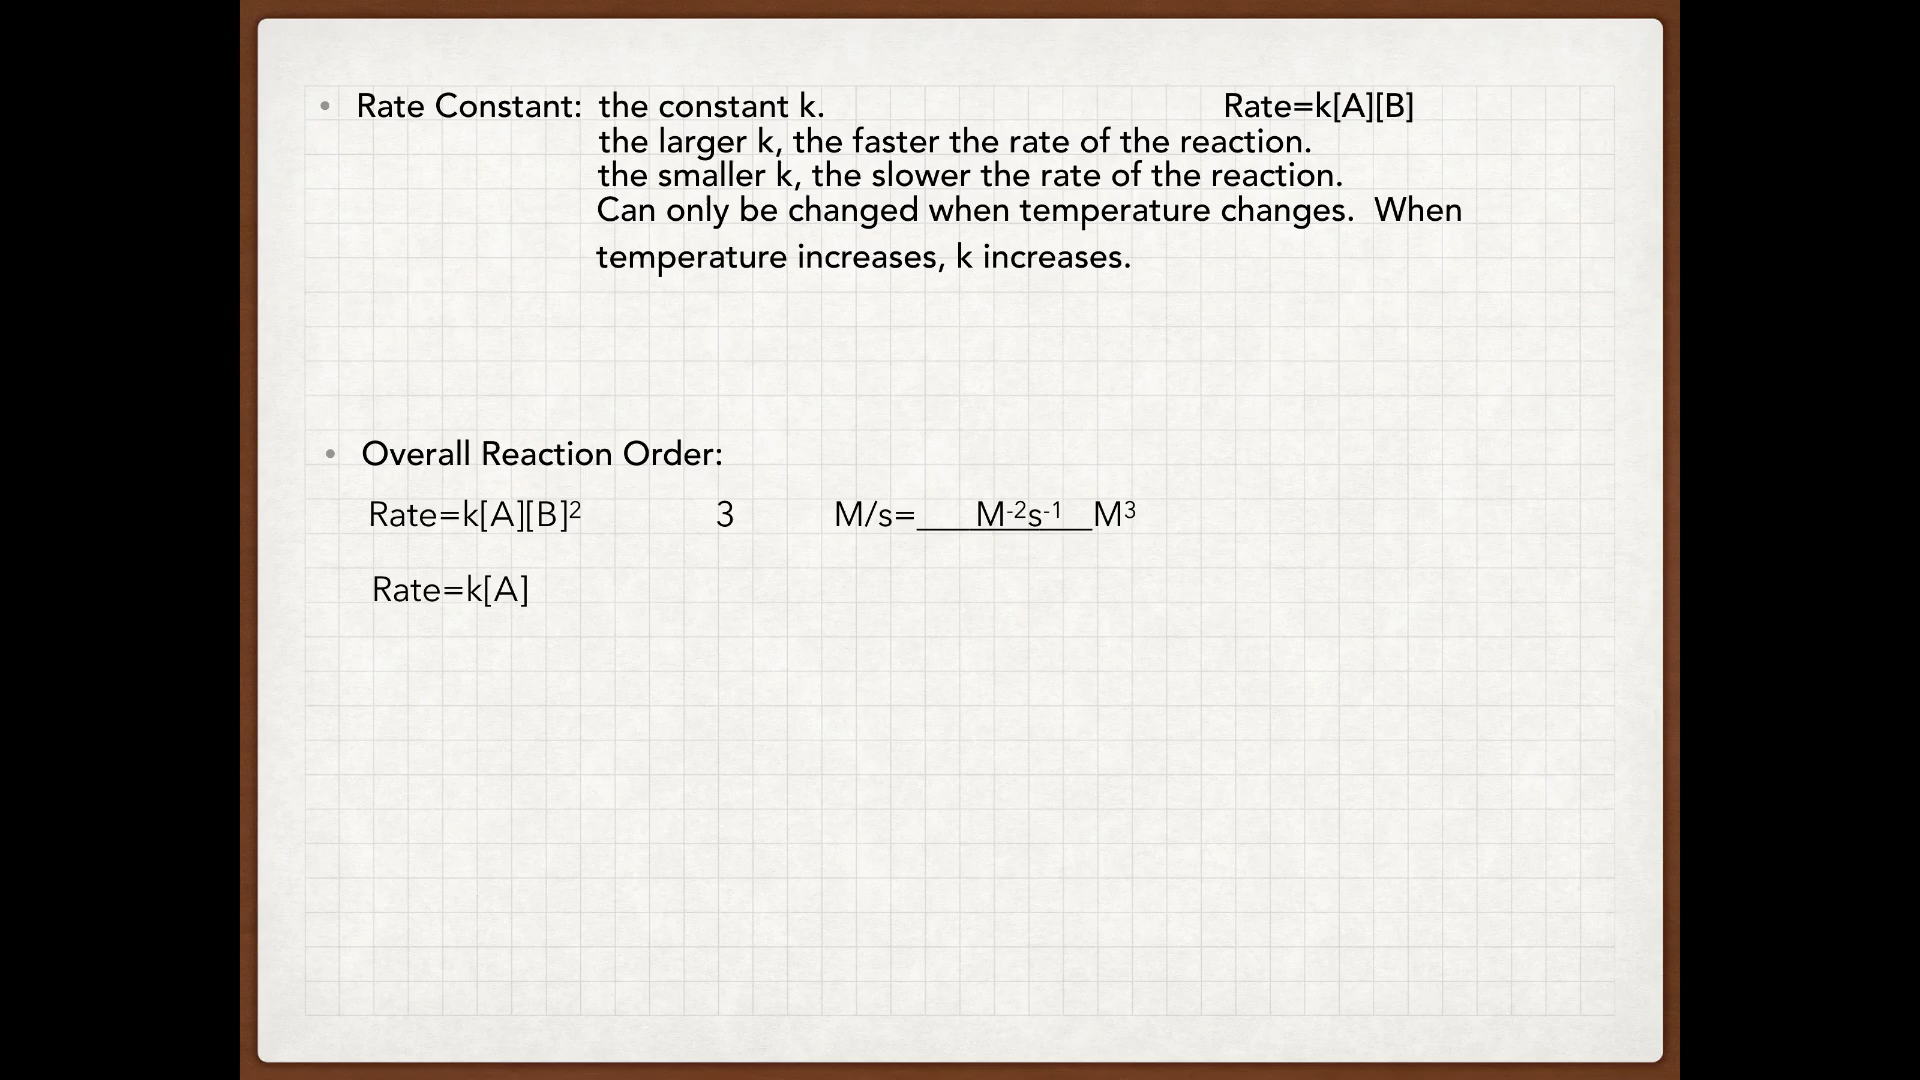 • Rate Constant: the constant k. Rate=k[A][B]
the larger k, the faster the rate of the reaction.
the smaller k, the slower the rate of the reaction.
Can only be changed when temperature changes. When
temperature increases, k increases.
• Overall Reaction Order:
Rate=k[A][B]² 3 M/s=___M⁻²s⁻¹__M³
Rate=k[A]